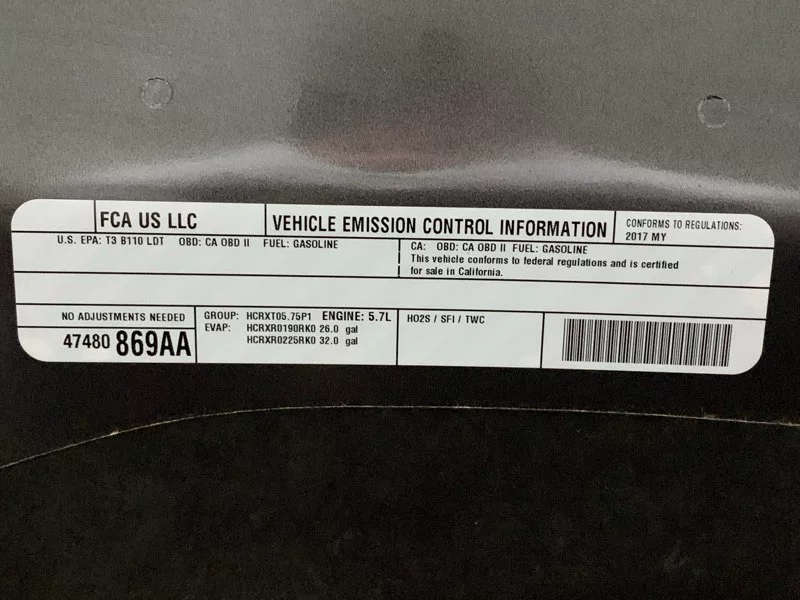 FCA US LLC
VEHICLE EMISSION CONTROL INFORMATION
CONFORMS TO REGULATIONS:
2017 MY
U.S. EPA: T3 B110 LDT OBD: CA OBD II FUEL: GASOLINE
CA: OBD: CA OBD II FUEL: GASOLINE
This vehicle conforms to federal regulations and is certified
for sale in California.
NO ADJUSTMENTS NEEDED
47480 869AA
GROUP: HCRXT05.75P1 ENGINE: 5.7L
EVAP: HCRXR0190RK0 26.0 gal
HCRXR0225RK0 32.0 gal
HO2S / SFI / TWC